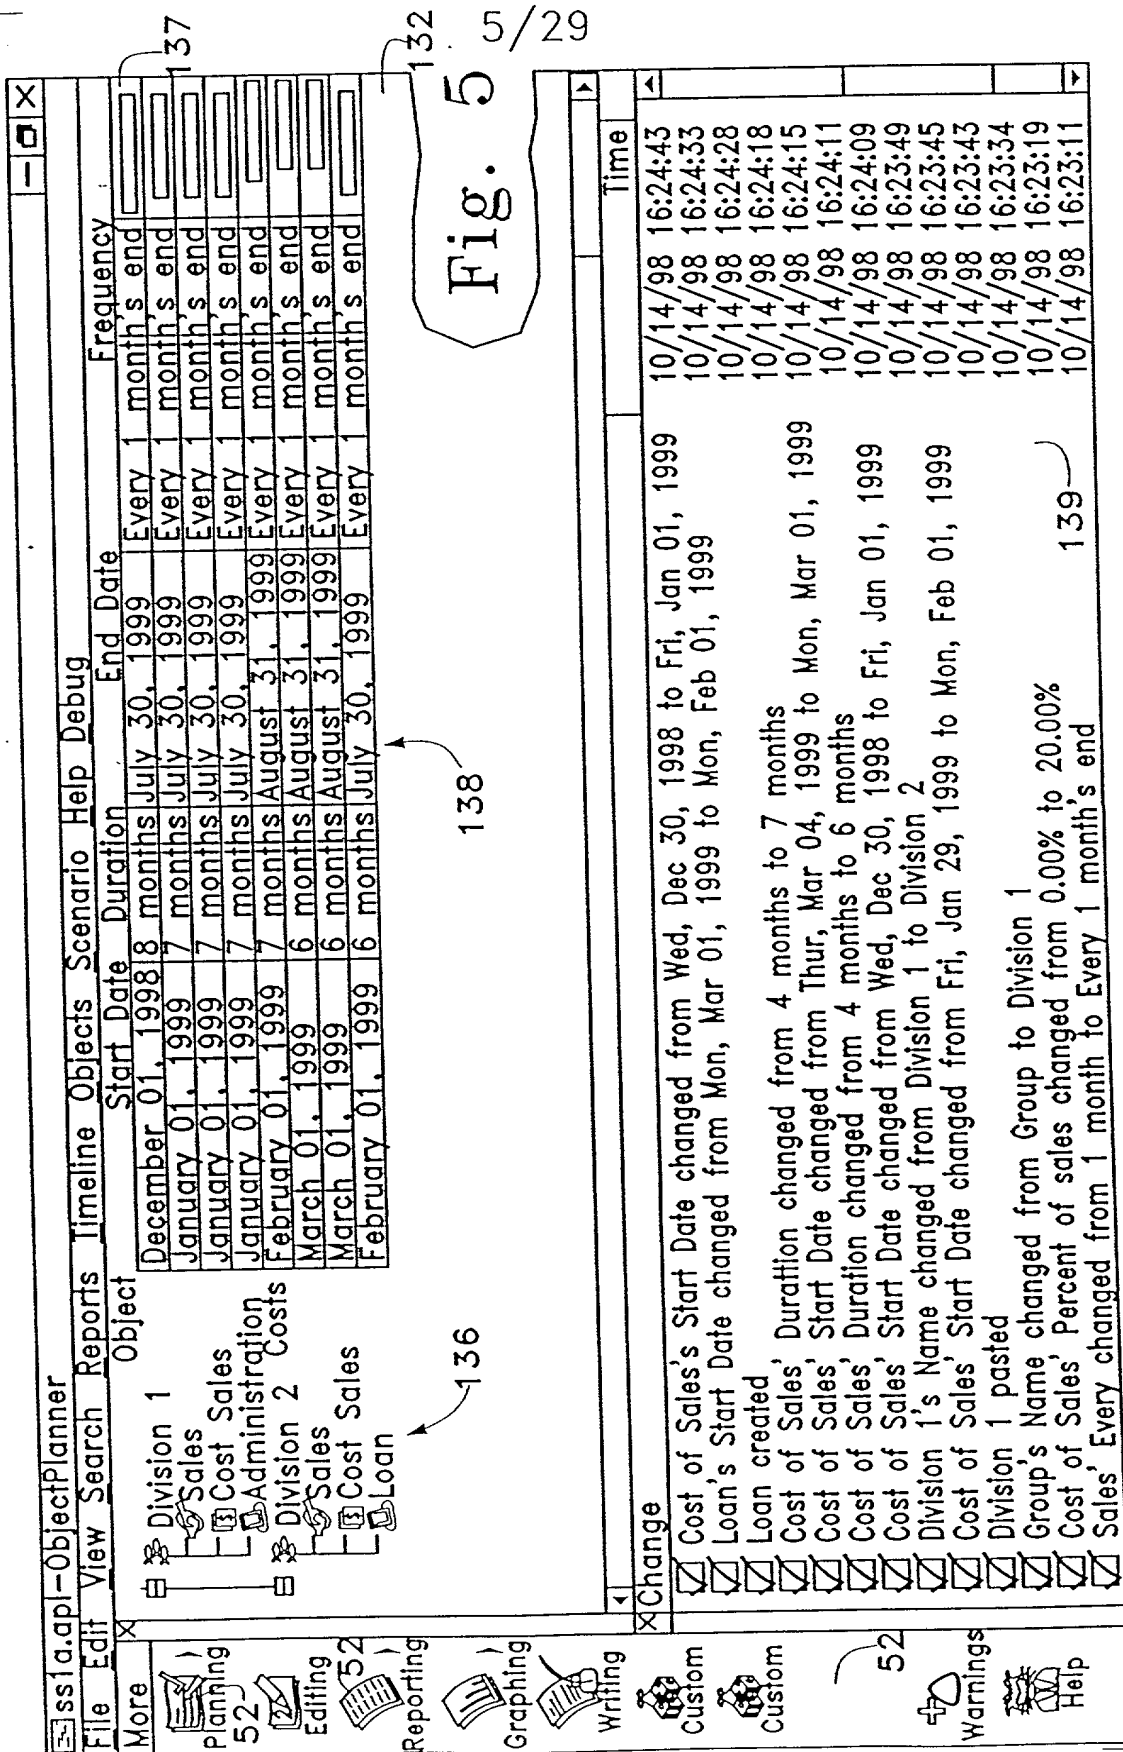 5/29
ss1a.apl-ObjectPlanner
File Edit View Search Reports Timeline Objects Scenario Help Debug
More
Object Start Date Duration End Date Frequency
Division 1 December 01, 1998 8 months July 30, 1999 Every 1 month's end
Sales January 01, 1999 7 months July 30, 1999 Every 1 month's end
Cost Sales January 01, 1999 7 months July 30, 1999 Every 1 month's end
Administration Costs January 01, 1999 7 months July 30, 1999 Every 1 month's end
Division 2 February 01, 1999 7 months August 31, 1999 Every 1 month's end
Sales March 01, 1999 6 months August 31, 1999 Every 1 month's end
Cost Sales March 01, 1999 6 months August 31, 1999 Every 1 month's end
Loan February 01, 1999 6 months July 30, 1999 Every 1 month's end
137
132
136
138
Fig. 5
Planning
52
Editing
52
Reporting
Graphing
Writing
Custom
Custom
52
Warnings
Help
Change Time
Cost of Sales's Start Date changed from Wed, Dec 30, 1998 to Fri, Jan 01, 1999 10/14/98 16:24:43
Loan's Start Date changed from Mon, Mar 01, 1999 to Mon, Feb 01, 1999 10/14/98 16:24:33
Loan created 10/14/98 16:24:28
Cost of Sales' Durattion changed from 4 months to 7 months 10/14/98 16:24:18
Cost of Sales' Start Date changed from Thur, Mar 04, 1999 to Mon, Mar 01, 1999 10/14/98 16:24:15
Cost of Sales' Duration changed from 4 months to 6 months 10/14/98 16:24:11
Cost of Sales' Start Date changed from Wed, Dec 30, 1998 to Fri, Jan 01, 1999 10/14/98 16:24:09
Division 1's Name changed from Division 1 to Division 2 10/14/98 16:23:49
Cost of Sales' Start Date changed from Fri, Jan 29, 1999 to Mon, Feb 01, 1999 10/14/98 16:23:45
Division 1 pasted 10/14/98 16:23:43
Group's Name changed from Group to Division 1 10/14/98 16:23:34
Cost of Sales' Percent of sales changed from 0.00% to 20.00% 10/14/98 16:23:19
Sales' Every changed from 1 month to Every 1 month's end 10/14/98 16:23:11
139